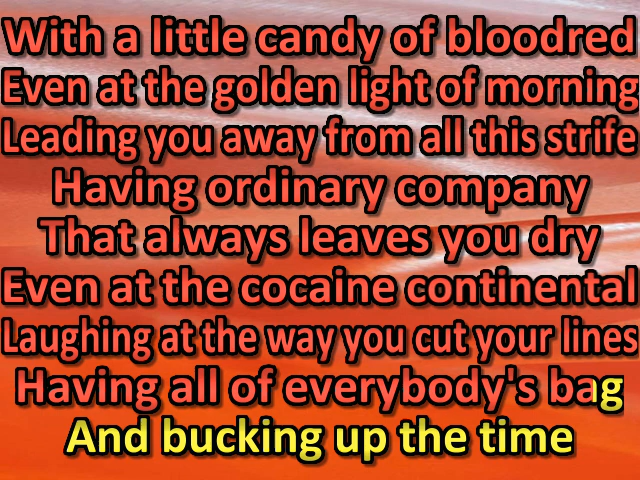 With a little candy of bloodred
Even at the golden light of morning
Leading you away from all this strife
Having ordinary company
That always leaves you dry
Even at the cocaine continental
Laughing at the way you cut your lines
Having all of everybody's bag
And bucking up the time